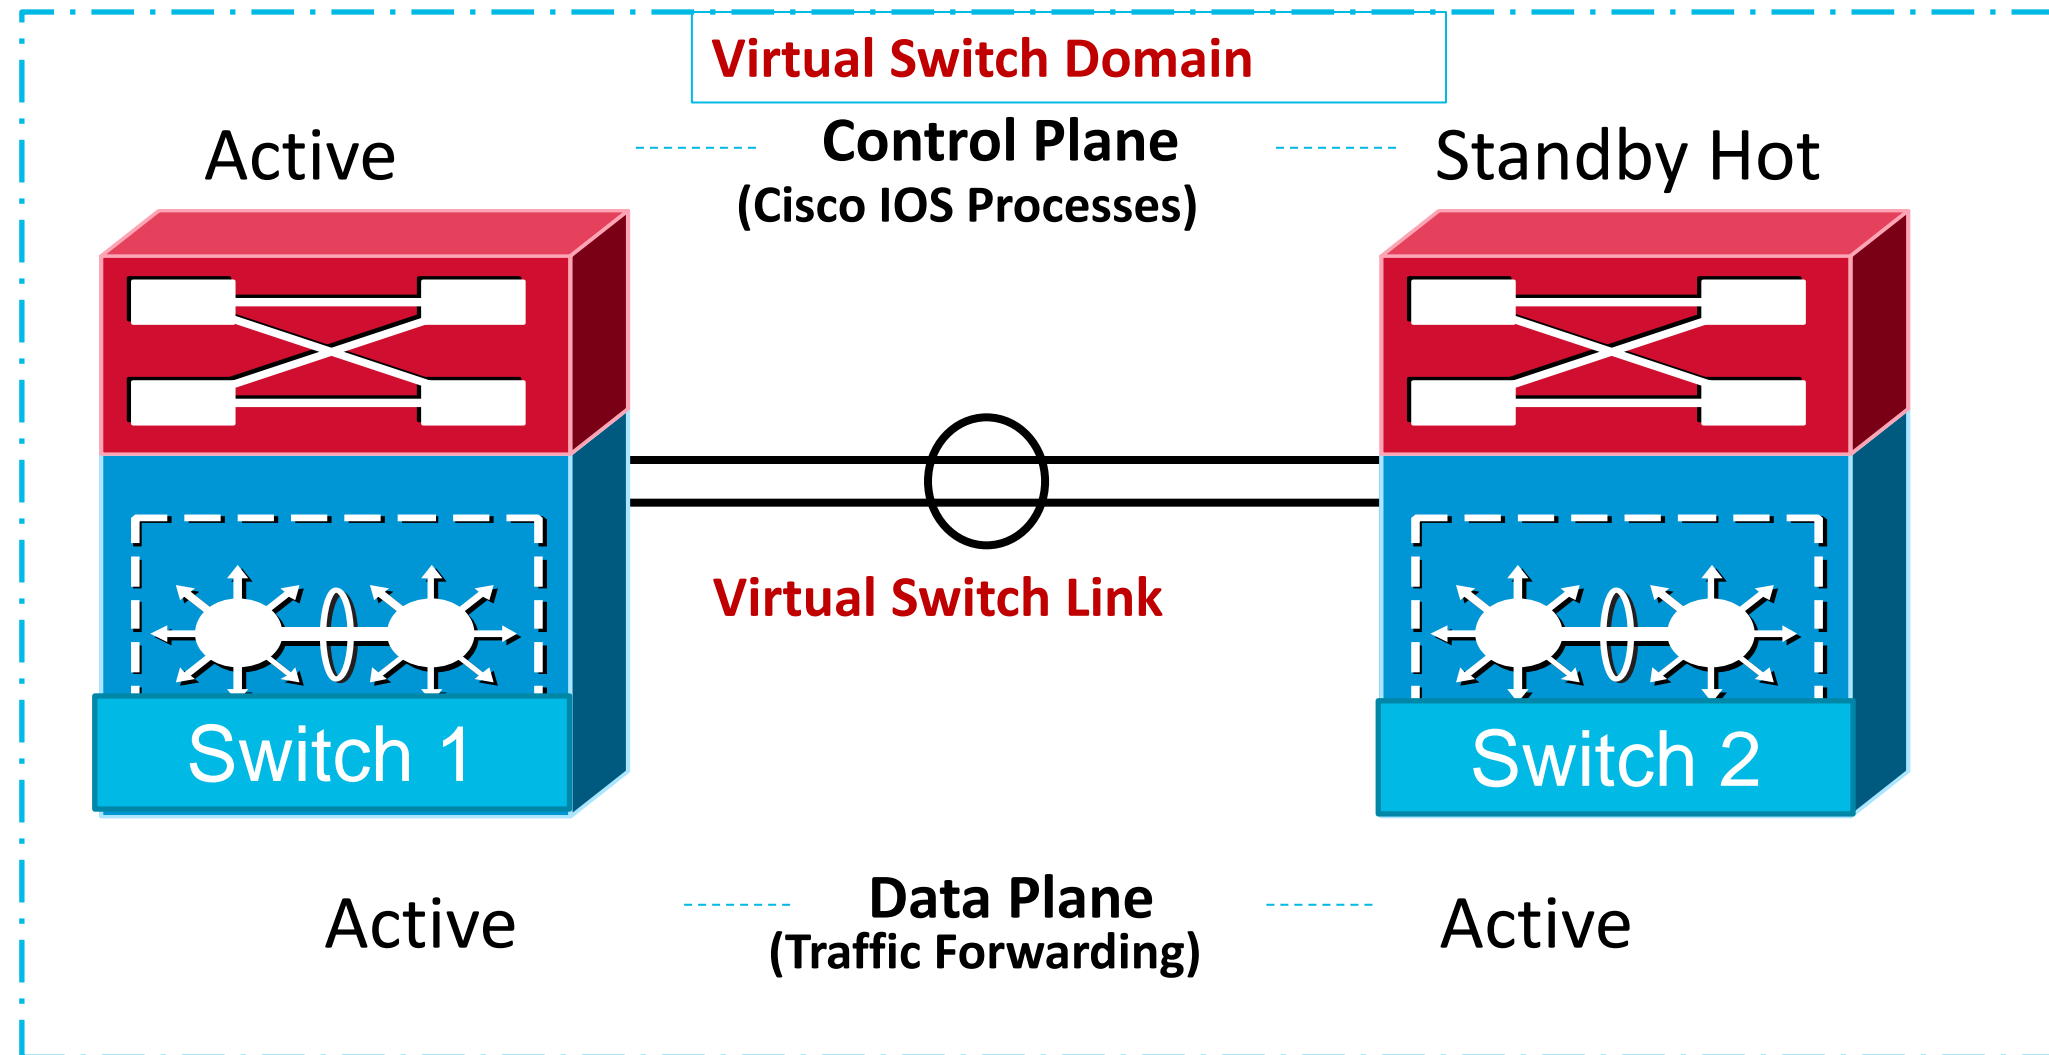 Virtual Switch Domain
Active
Control Plane
(Cisco IOS Processes)
Standby Hot
Virtual Switch Link
Switch 1
Switch 2
Active
Data Plane
(Traffic Forwarding)
Active